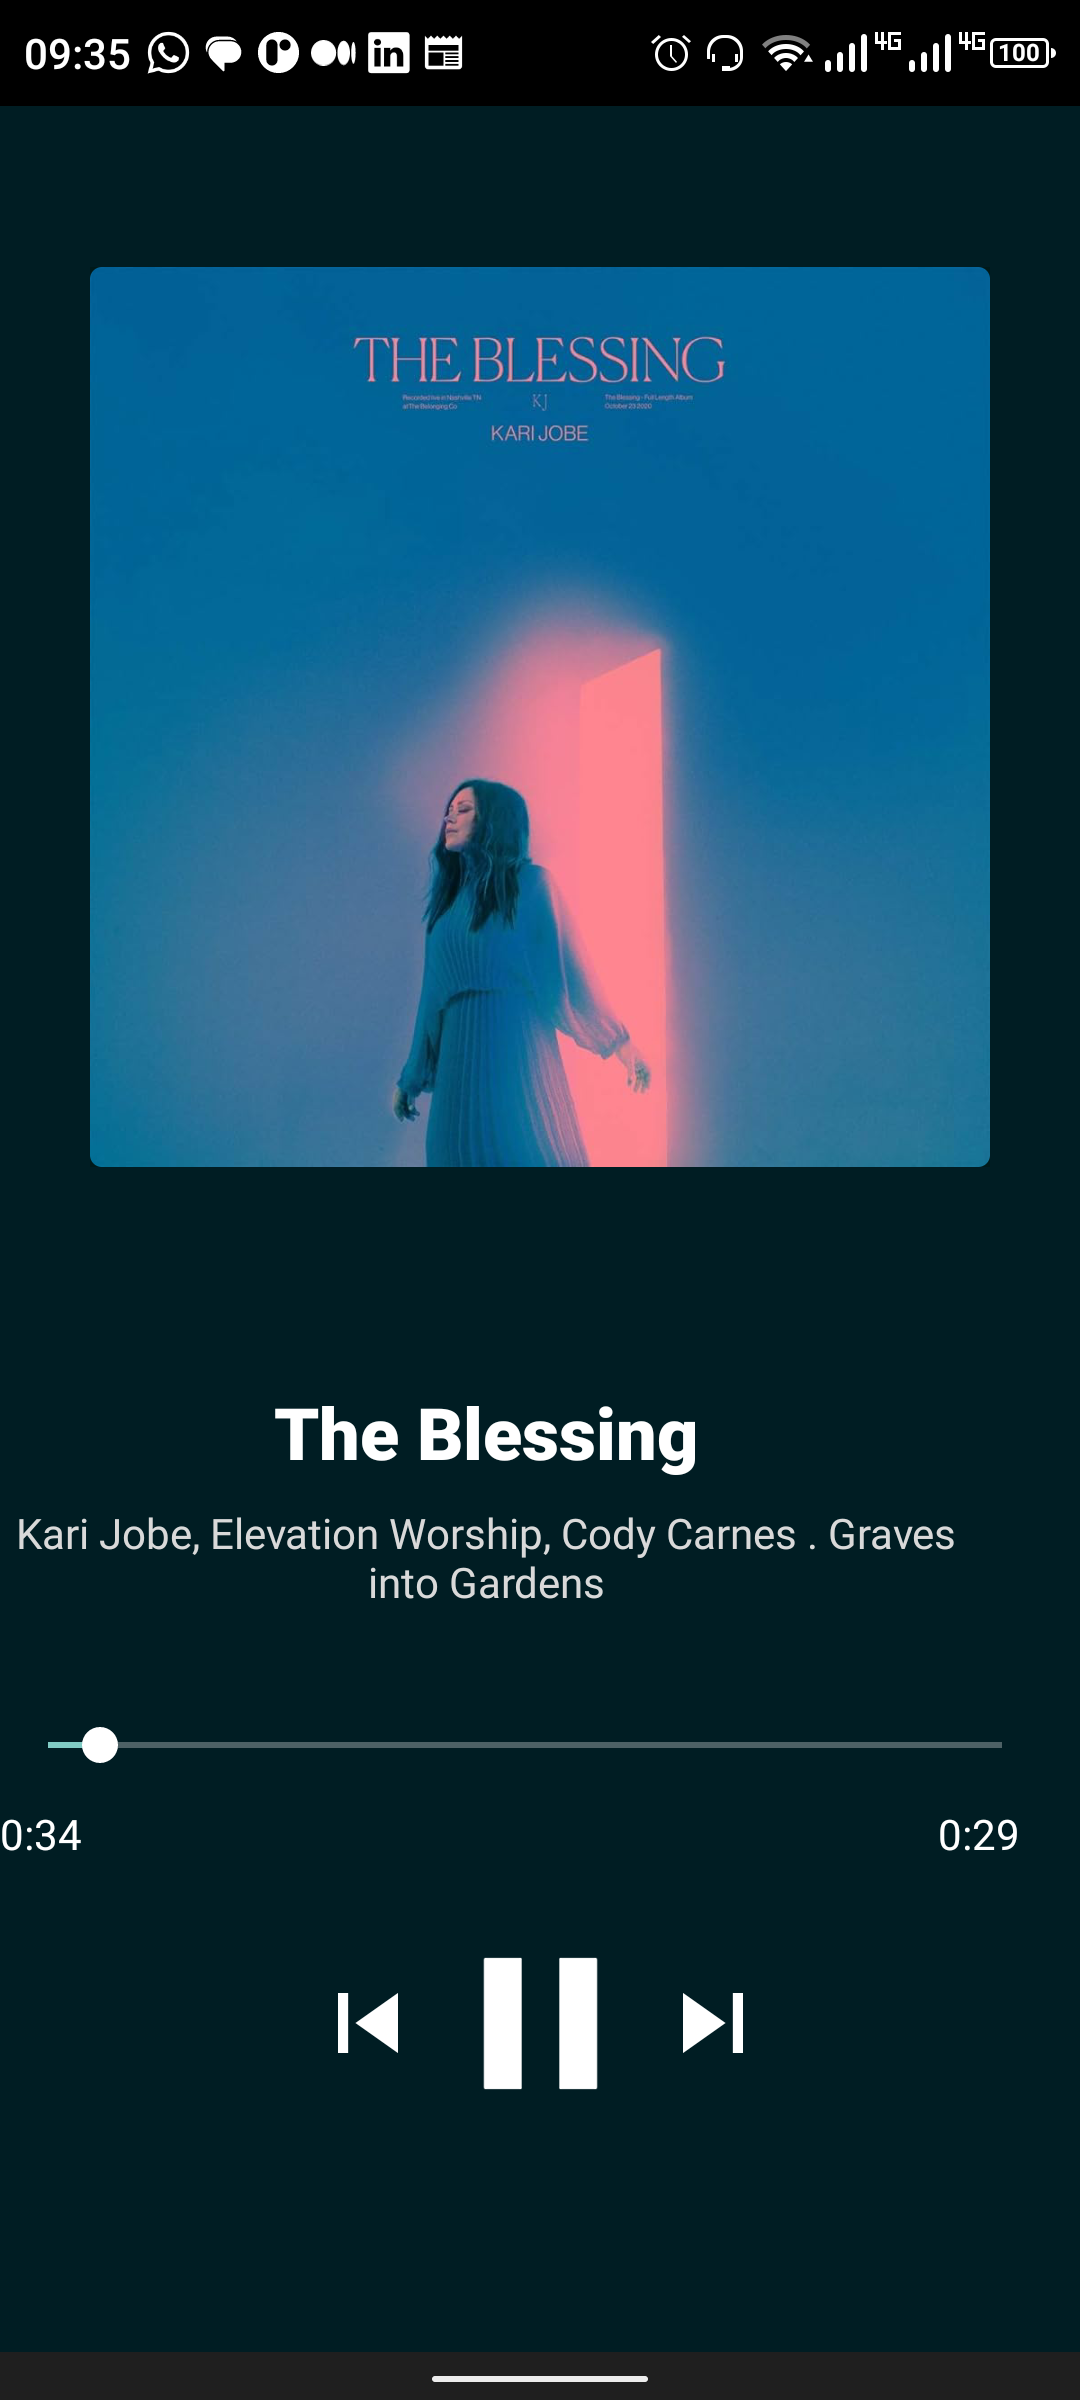 09:35
4G 4G 100
THE BLESSING
Recorded live in Nashville TN
at The Belonging Co
KJ
The Blessing - Full Length Album
October 23 2020
KARI JOBE
The Blessing
Kari Jobe, Elevation Worship, Cody Carnes . Graves
into Gardens
0:34
0:29